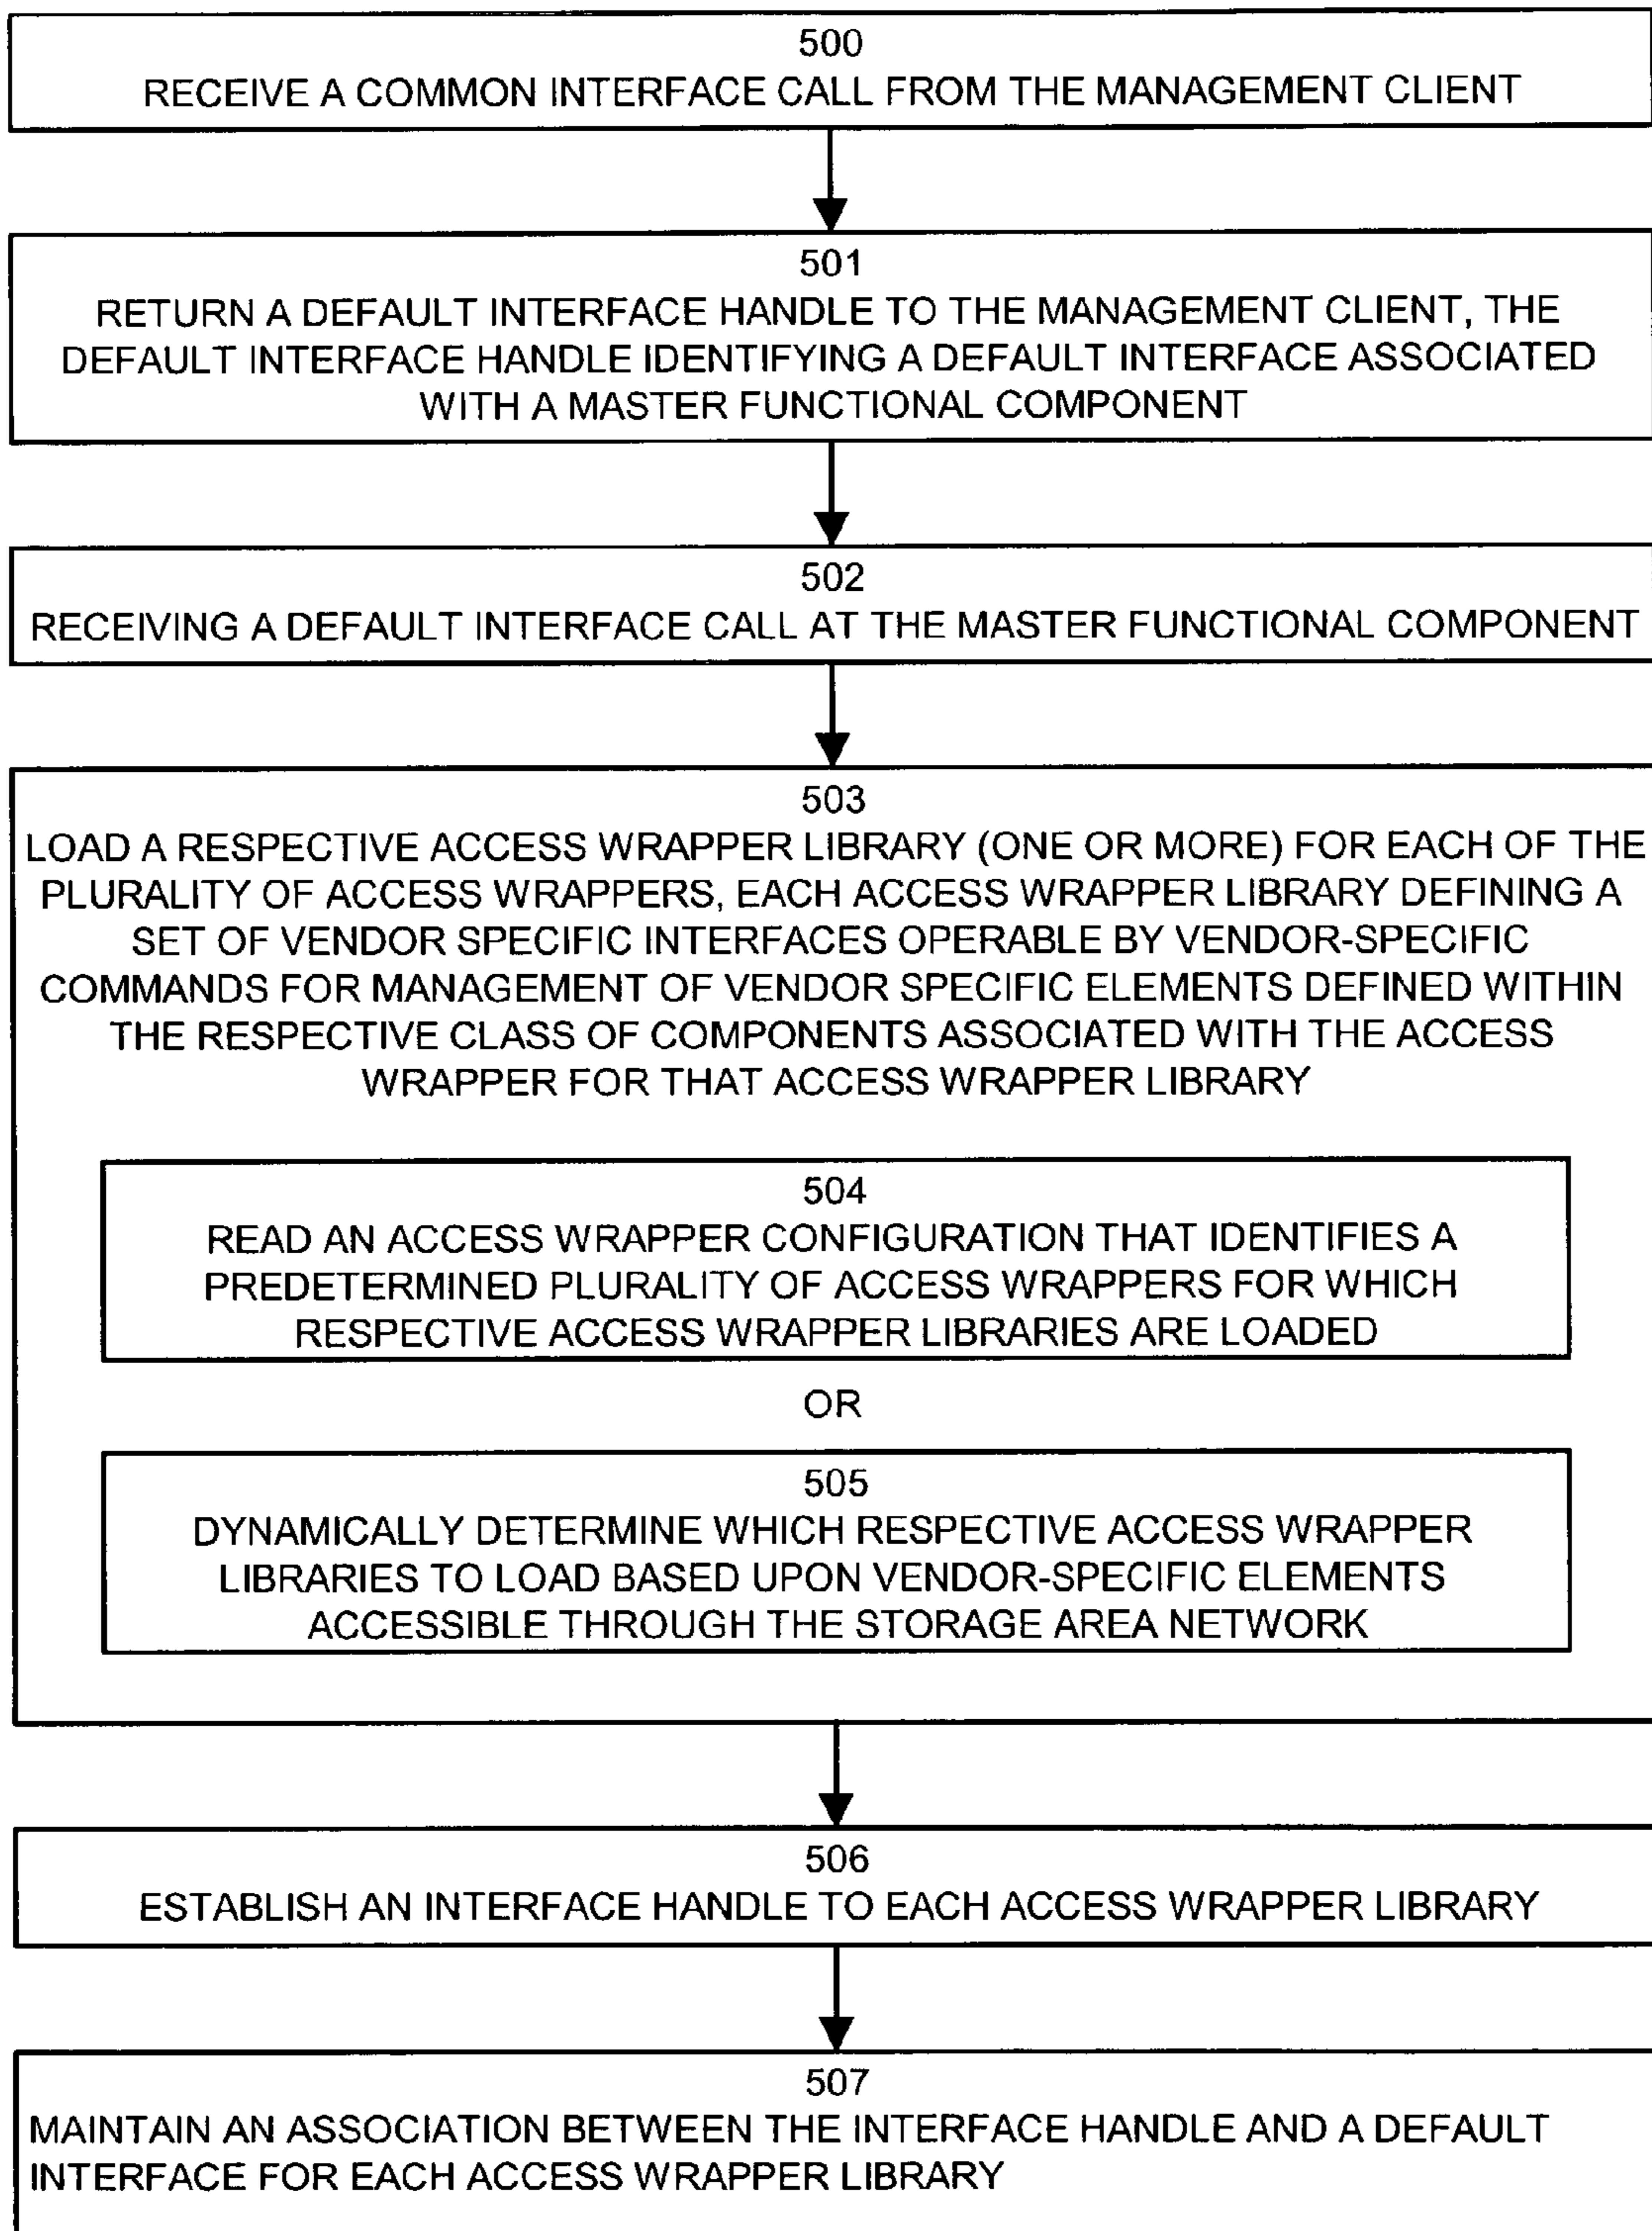 500
RECEIVE A COMMON INTERFACE CALL FROM THE MANAGEMENT CLIENT
501
RETURN A DEFAULT INTERFACE HANDLE TO THE MANAGEMENT CLIENT, THE
DEFAULT INTERFACE HANDLE IDENTIFYING A DEFAULT INTERFACE ASSOCIATED
WITH A MASTER FUNCTIONAL COMPONENT
502
RECEIVING A DEFAULT INTERFACE CALL AT THE MASTER FUNCTIONAL COMPONENT
503
LOAD A RESPECTIVE ACCESS WRAPPER LIBRARY (ONE OR MORE) FOR EACH OF THE
PLURALITY OF ACCESS WRAPPERS, EACH ACCESS WRAPPER LIBRARY DEFINING A
SET OF VENDOR SPECIFIC INTERFACES OPERABLE BY VENDOR-SPECIFIC
COMMANDS FOR MANAGEMENT OF VENDOR SPECIFIC ELEMENTS DEFINED WITHIN
THE RESPECTIVE CLASS OF COMPONENTS ASSOCIATED WITH THE ACCESS
WRAPPER FOR THAT ACCESS WRAPPER LIBRARY
504
READ AN ACCESS WRAPPER CONFIGURATION THAT IDENTIFIES A
PREDETERMINED PLURALITY OF ACCESS WRAPPERS FOR WHICH
RESPECTIVE ACCESS WRAPPER LIBRARIES ARE LOADED
OR
505
DYNAMICALLY DETERMINE WHICH RESPECTIVE ACCESS WRAPPER
LIBRARIES TO LOAD BASED UPON VENDOR-SPECIFIC ELEMENTS
ACCESSIBLE THROUGH THE STORAGE AREA NETWORK
506
ESTABLISH AN INTERFACE HANDLE TO EACH ACCESS WRAPPER LIBRARY
507
MAINTAIN AN ASSOCIATION BETWEEN THE INTERFACE HANDLE AND A DEFAULT
INTERFACE FOR EACH ACCESS WRAPPER LIBRARY